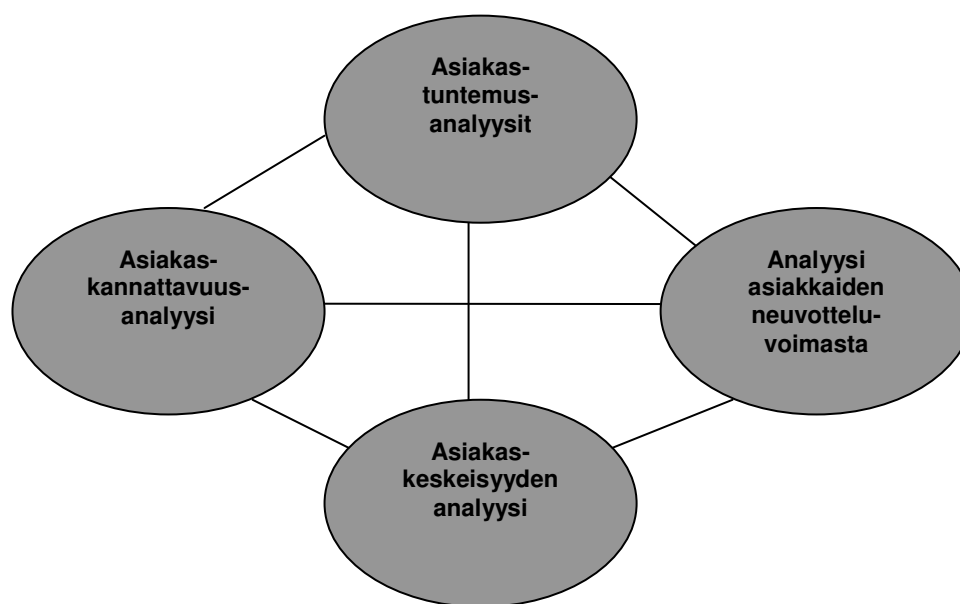 Asiakas-
tuntemus-
analyysit
Asiakas-
kannattavuus-
analyysi
Analyysi
asiakkaiden
neuvottelu-
voimasta
Asiakas-
keskeisyyden
analyysi